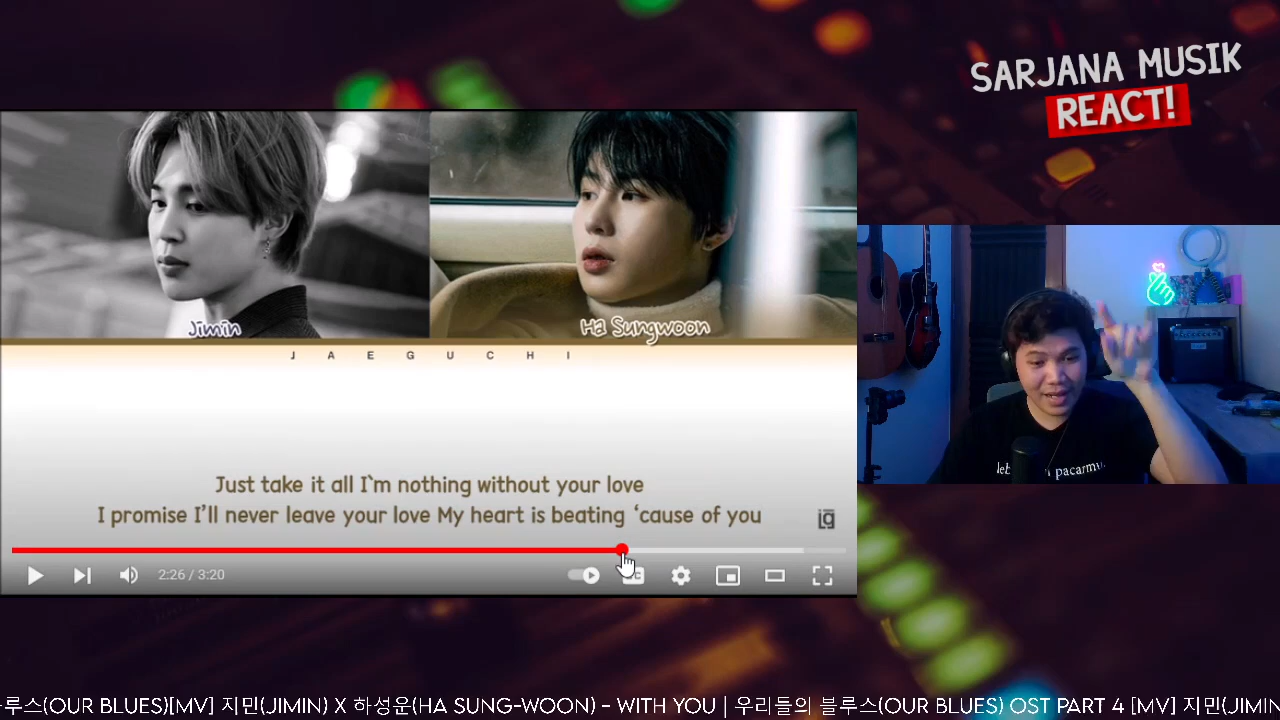 SARJANA MUSIK
REACT!
Jimin
Ha Sungwoon
J A E G U C H I
Just take it all I`m nothing without your love
I promise I’ll never leave your love My heart is beating ‘cause of you
jg
2:26 / 3:20
pacarmu.
루스(OUR BLUES)[MV] 지민(JIMIN) X 하성운(HA SUNG-WOON) - WITH YOU | 우리들의 블루스(OUR BLUES) OST PART 4 [MV] 지민(JIMIN